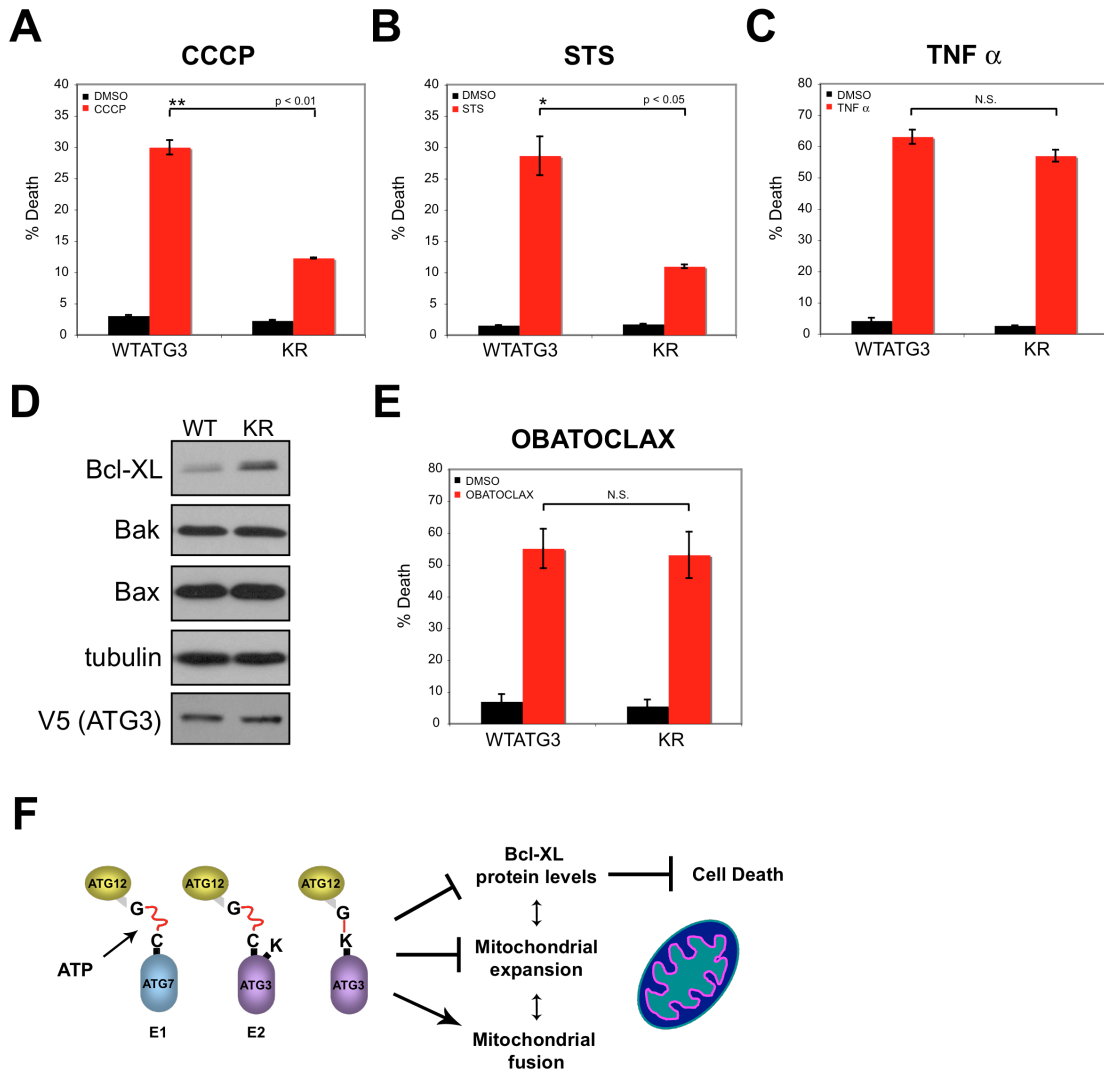 A
CCCP
40
35
30
25
20
15
10
5
0
% Death
DMSO
CCCP
**
p < 0.01
WTATG3
KR
B
STS
40
35
30
25
20
15
10
5
0
% Death
DMSO
STS
*
p < 0.05
WTATG3
KR
C
TNF α
80
70
60
50
40
30
20
10
0
% Death
DMSO
TNF α
N.S.
WTATG3
KR
D
WT KR
Bcl-XL
Bak
Bax
tubulin
V5 (ATG3)
E
OBATOCLAX
80
70
60
50
40
30
20
10
0
% Death
DMSO
OBATOCLAX
N.S.
WTATG3
KR
F
ATG12
G
C
ATP
ATG7
E1
ATG12
G
C
K
ATG3
E2
ATG12
G
K
ATG3
Bcl-XL
protein levels
Cell Death
Mitochondrial
expansion
Mitochondrial
fusion